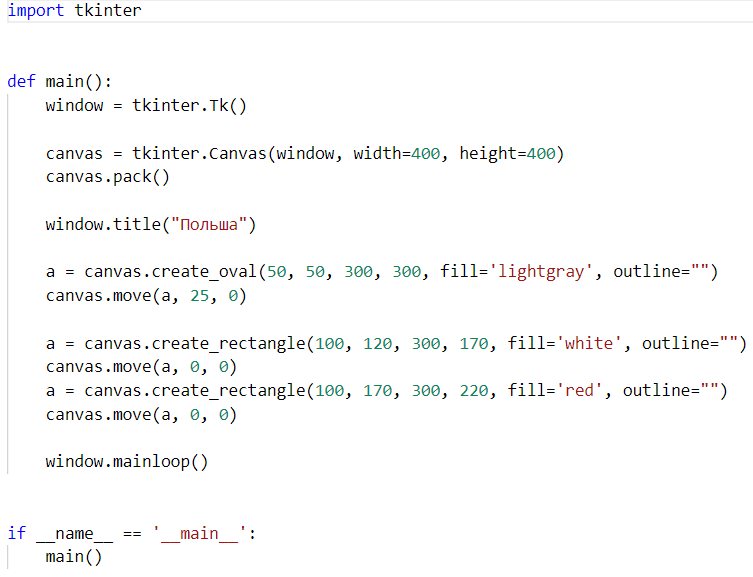 import tkinter
def main():
    window = tkinter.Tk()
    canvas = tkinter.Canvas(window, width=400, height=400)
    canvas.pack()
    window.title("Польша")
    a = canvas.create_oval(50, 50, 300, 300, fill='lightgray', outline="")
    canvas.move(a, 25, 0)
    a = canvas.create_rectangle(100, 120, 300, 170, fill='white', outline="")
    canvas.move(a, 0, 0)
    a = canvas.create_rectangle(100, 170, 300, 220, fill='red', outline="")
    canvas.move(a, 0, 0)
    window.mainloop()
if __name__ == '__main__':
    main()